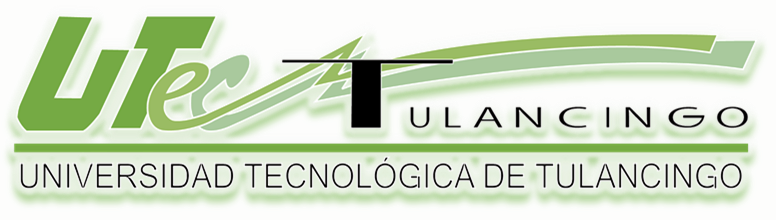 UTec TULANCINGO
UNIVERSIDAD TECNOLÓGICA DE TULANCINGO